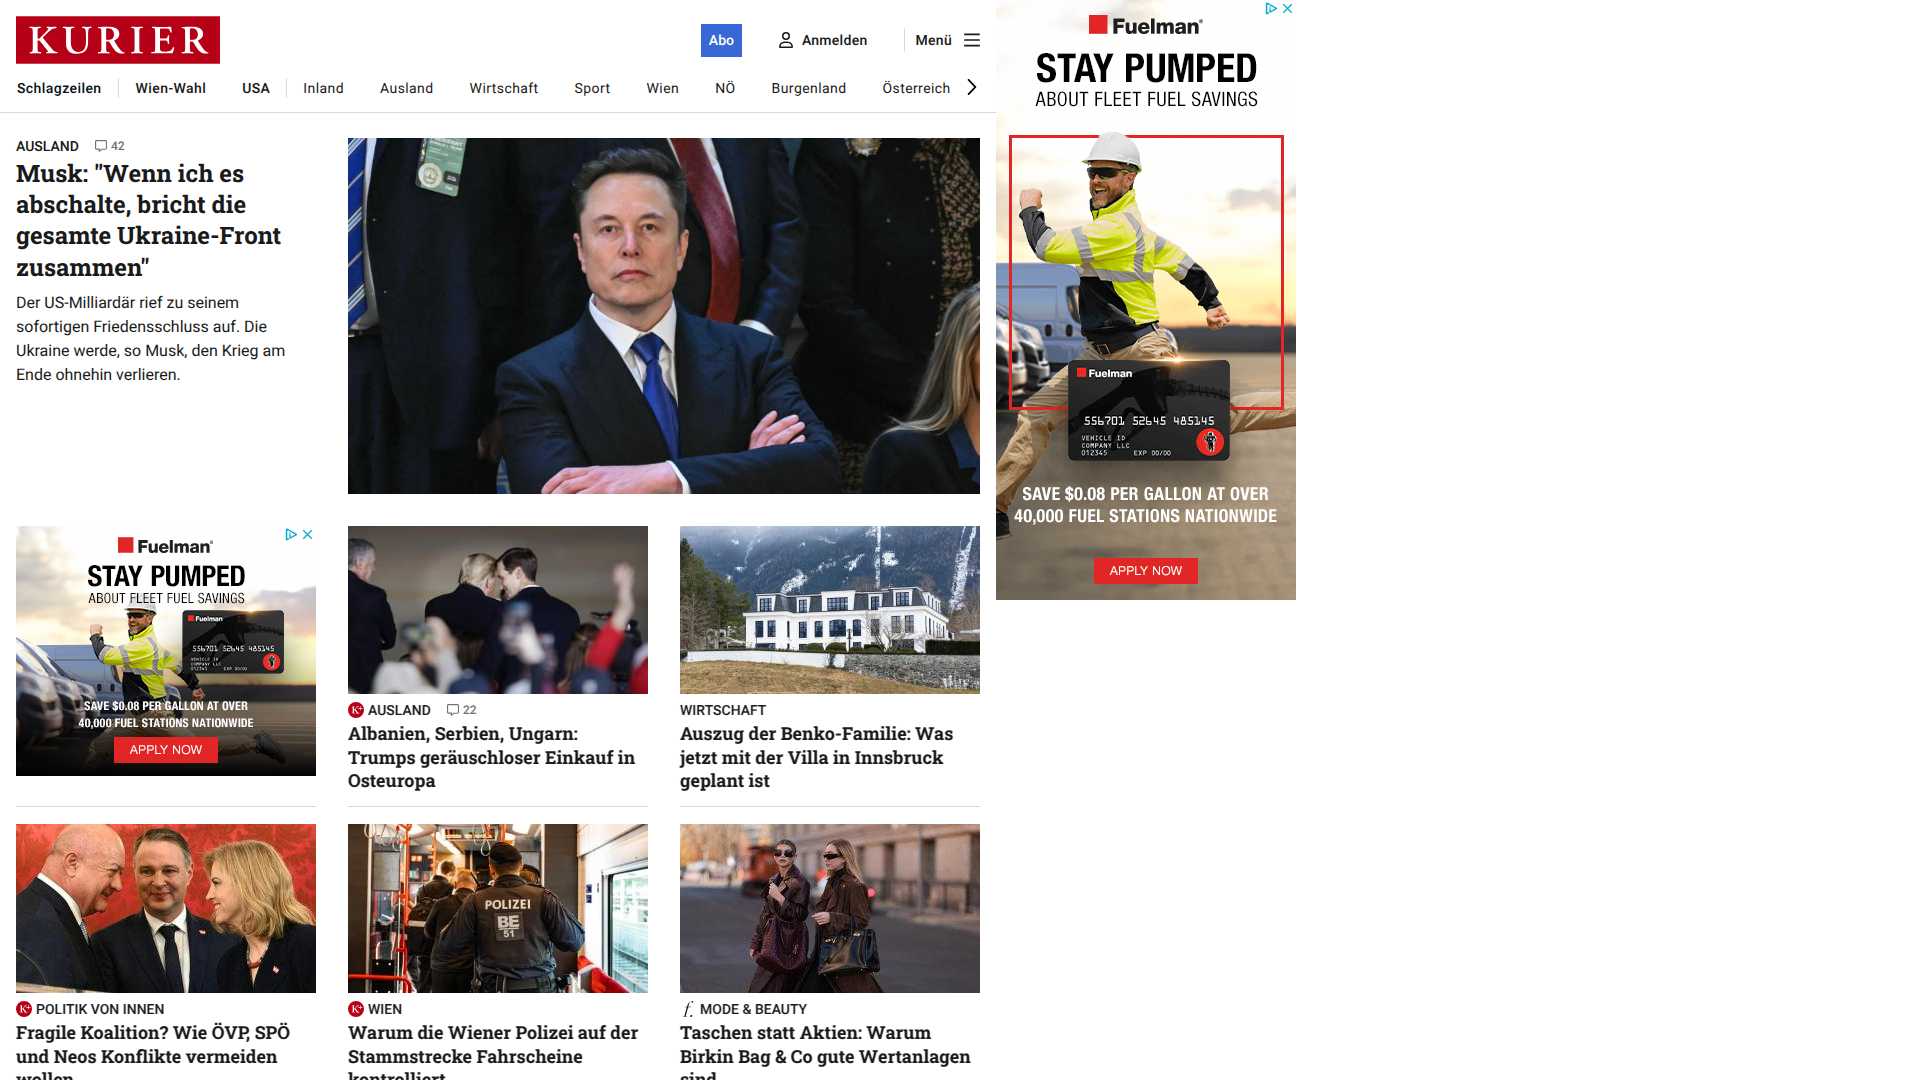 KURIER
Abo
Anmelden
Menü
Schlagzeilen
Wien-Wahl
USA
Inland
Ausland
Wirtschaft
Sport
Wien
NÖ
Burgenland
Österreich
AUSLAND 42
Musk: "Wenn ich es
abschalte, bricht die
gesamte Ukraine-Front
zusammen"
Der US-Milliardär rief zu seinem
sofortigen Friedensschluss auf. Die
Ukraine werde, so Musk, den Krieg am
Ende ohnehin verlieren.
Fuelman
STAY PUMPED
ABOUT FLEET FUEL SAVINGS
Fuelman
556701 52645 485145
VEHICLE ID
COMPANY LLC
012345 EXP 00/00
SAVE $0.08 PER GALLON AT OVER
40,000 FUEL STATIONS NATIONWIDE
APPLY NOW
Fuelman
STAY PUMPED
ABOUT FLEET FUEL SAVINGS
Fuelman
556701 52645 485145
VEHICLE ID
COMPANY LLC
012345 EXP 00/00
SAVE $0.08 PER GALLON AT OVER
40,000 FUEL STATIONS NATIONWIDE
APPLY NOW
K+ AUSLAND 22
Albanien, Serbien, Ungarn:
Trumps geräuschloser Einkauf in
Osteuropa
WIRTSCHAFT
Auszug der Benko-Familie: Was
jetzt mit der Villa in Innsbruck
geplant ist
K+ POLITIK VON INNEN
Fragile Koalition? Wie ÖVP, SPÖ
und Neos Konflikte vermeiden
wollen
POLIZEI
BE
51
K+ WIEN
Warum die Wiener Polizei auf der
Stammstrecke Fahrscheine
kontrolliert
f. MODE & BEAUTY
Taschen statt Aktien: Warum
Birkin Bag & Co gute Wertanlagen
sind